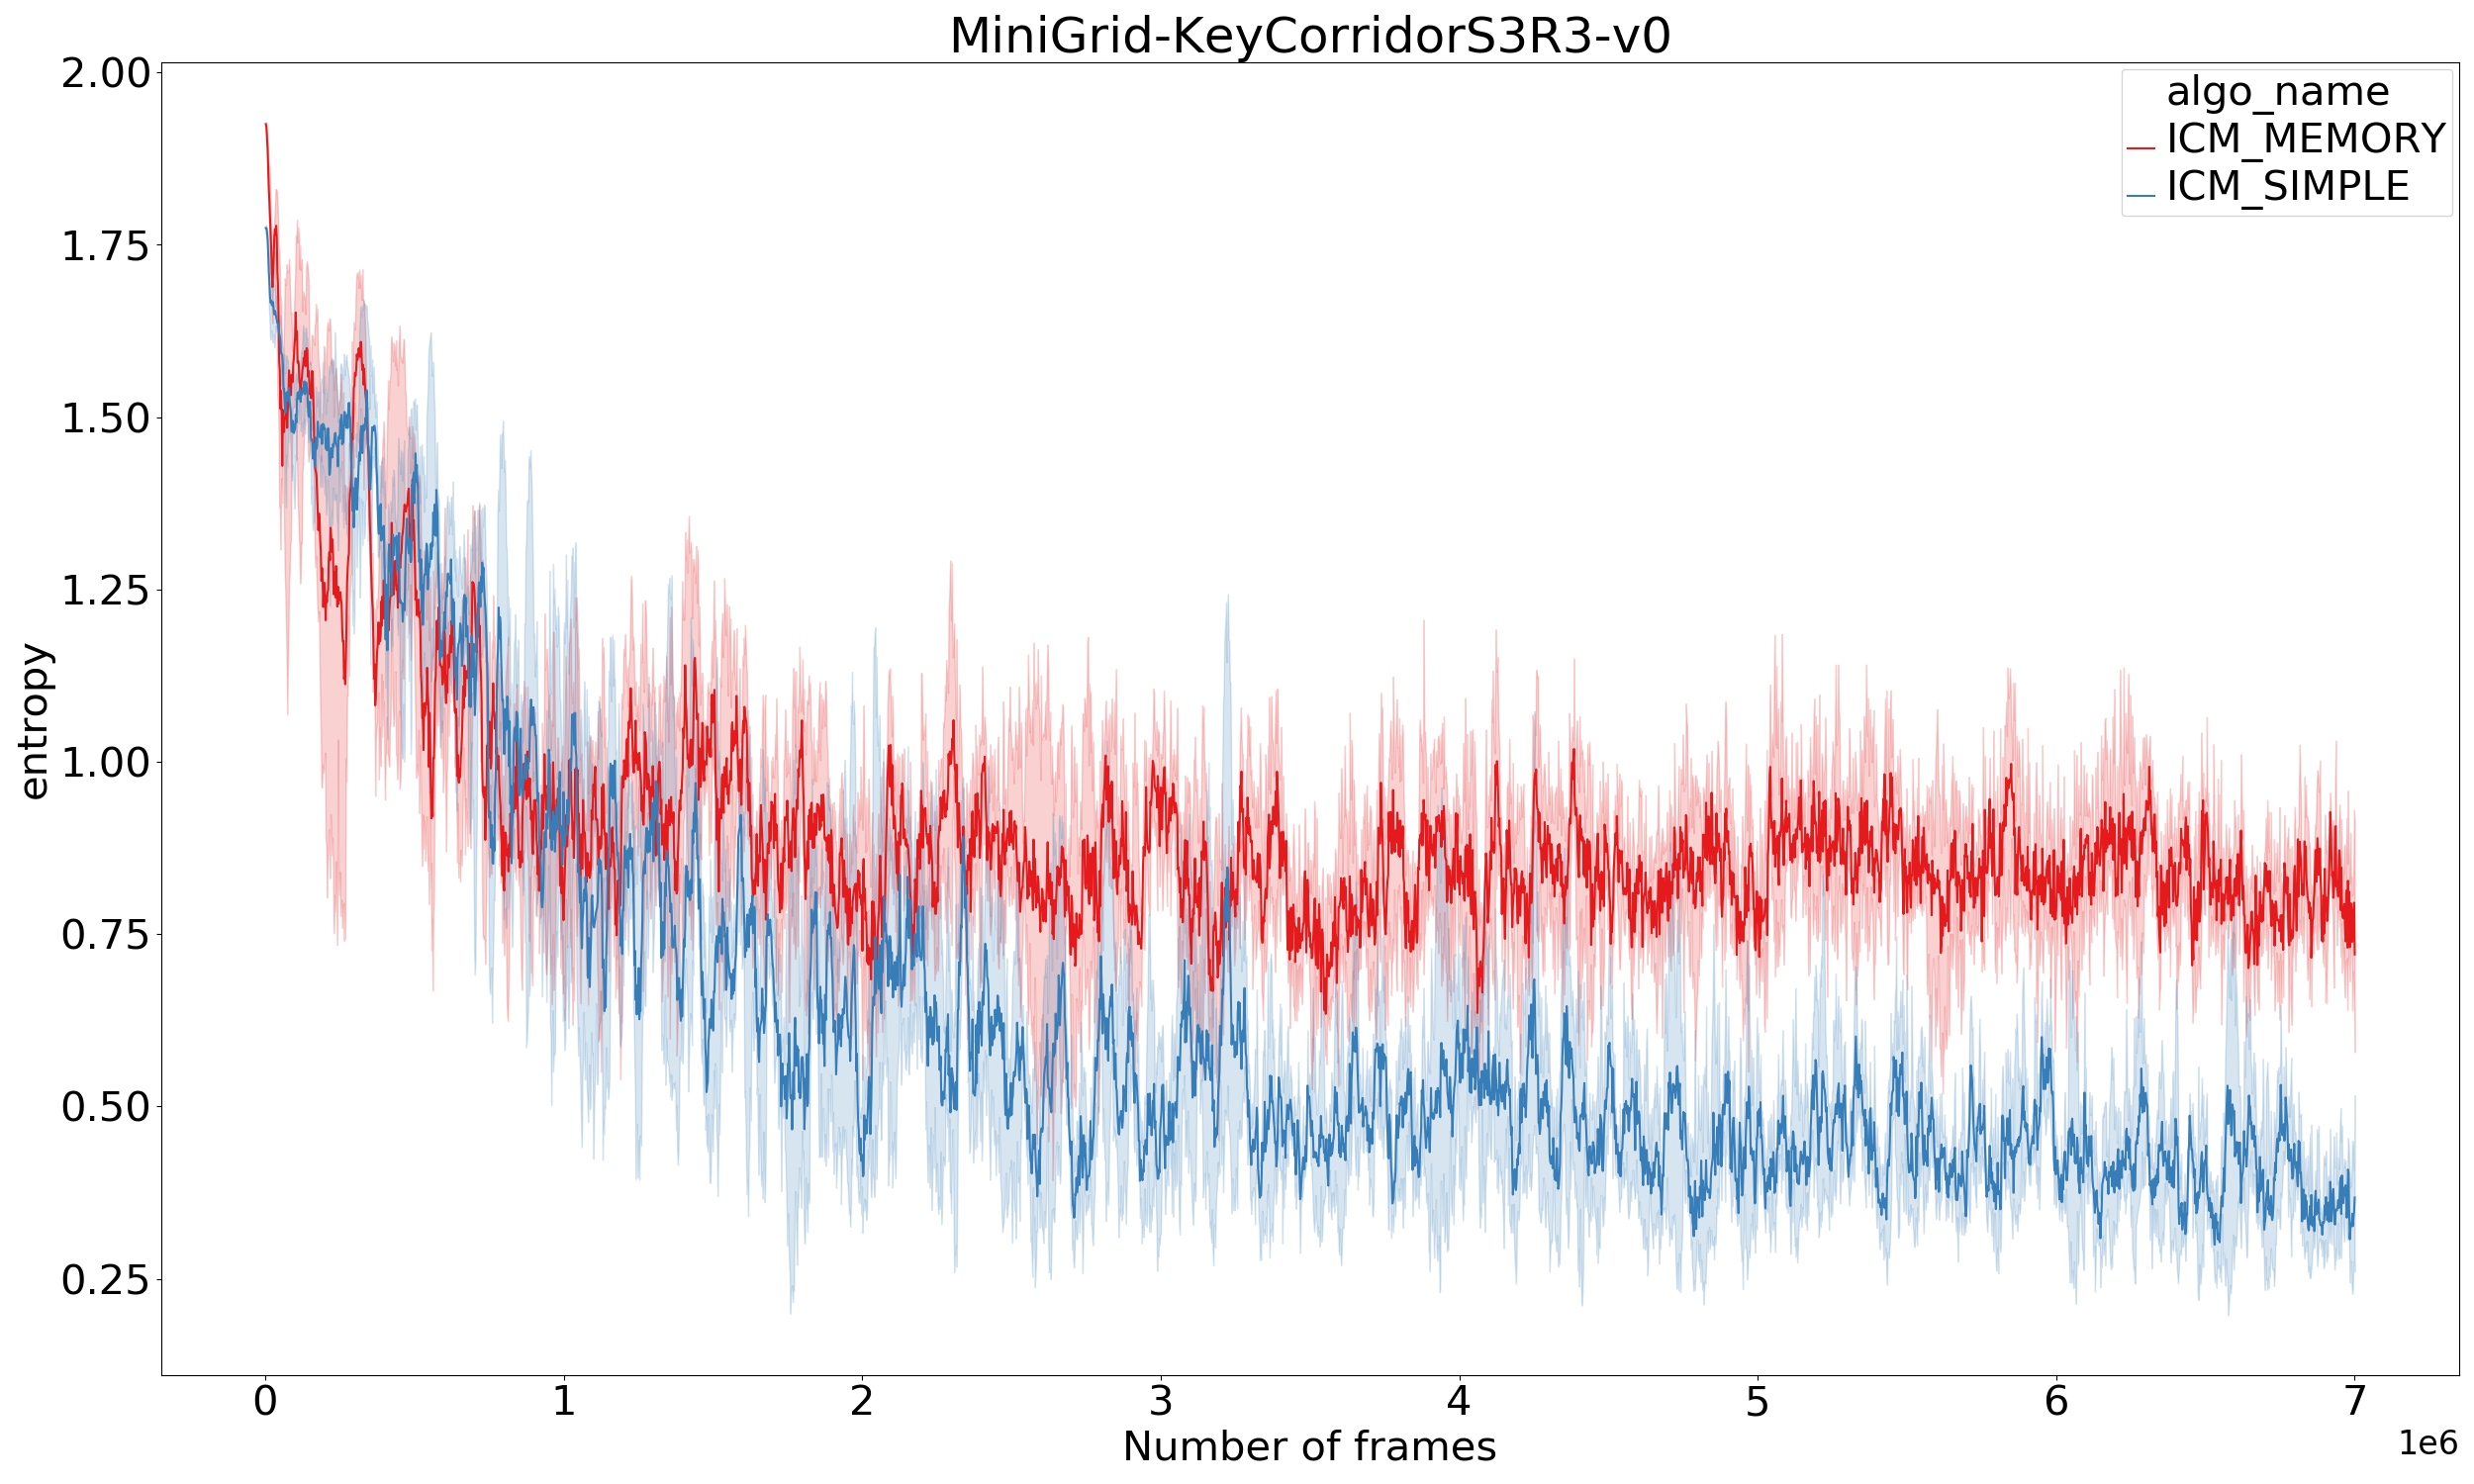 MiniGrid-KeyCorridorS3R3-v0
algo_name
ICM_MEMORY
ICM_SIMPLE
entropy
2.00
1.75
1.50
1.25
1.00
0.75
0.50
0.25
0 1 2 3 4 5 6 7
1e6
Number of frames